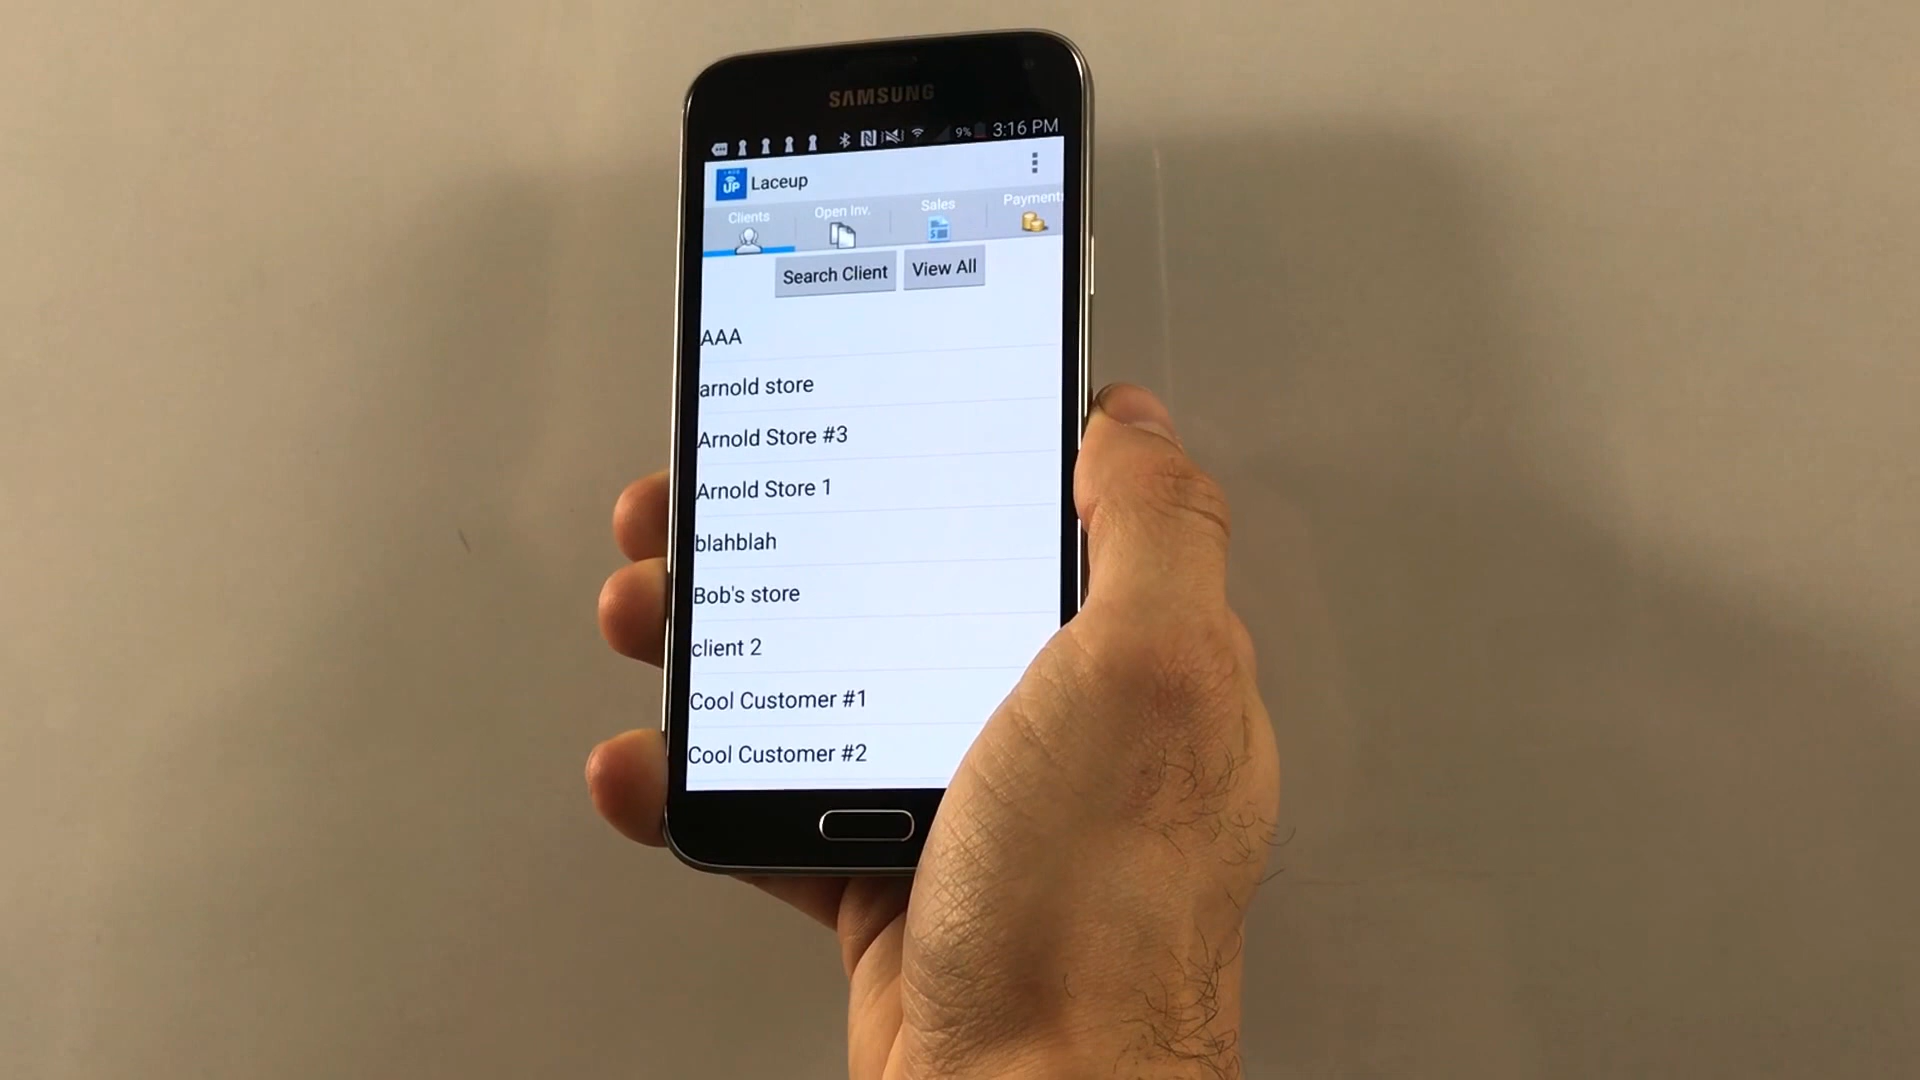 SAMSUNG
9% 3:16 PM
UP Laceup
Clients Open Inv. Sales Payment
Search Client View All
AAA
arnold store
Arnold Store #3
Arnold Store 1
blahblah
Bob's store
client 2
Cool Customer #1
Cool Customer #2